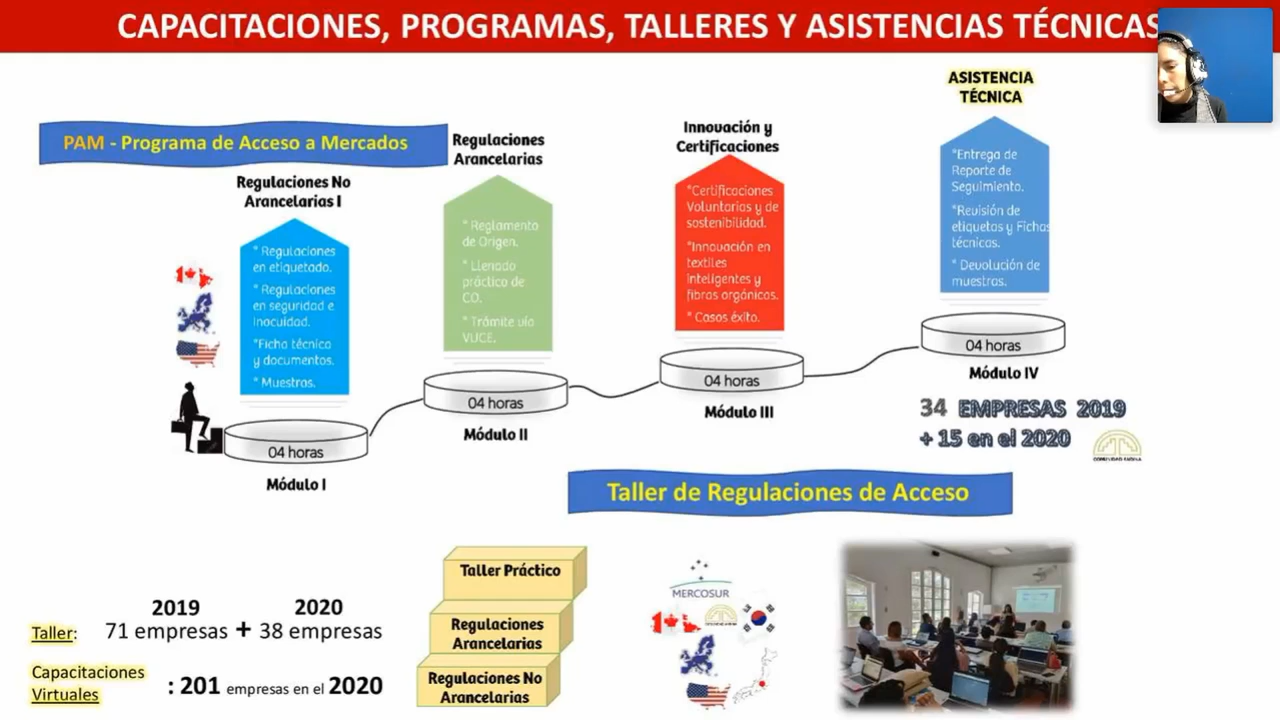 CAPACITACIONES, PROGRAMAS, TALLERES Y ASISTENCIAS TÉCNICAS
PAM - Programa de Acceso a Mercados
Regulaciones No
Arancelarias I
* Regulaciones
en etiquetado.
* Regulaciones
en seguridad e
inocuidad.
*Ficha técnica
y documentos.
* Muestras.
04 horas
Módulo I
Regulaciones
Arancelarias
* Reglamento
de Origen.
* Llenado
práctico de
CO.
* Trámite vía
VUCE.
04 horas
Módulo II
Innovación y
Certificaciones
*Certificaciones
Voluntarias y de
sostenibilidad.
*Innovación en
textiles
inteligentes y
fibras orgánicas.
* Casos éxito.
04 horas
Módulo III
ASISTENCIA
TÉCNICA
*Entrega de
Reporte de
Seguimiento.
*Revisión de
etiquetas y Fichas
técnicas.
* Devolución de
muestras.
04 horas
Módulo IV
34 EMPRESAS 2019
+ 15 en el 2020
COMUNIDAD ANDINA
Taller de Regulaciones de Acceso
2019 2020
Taller: 71 empresas + 38 empresas
Capacitaciones
Virtuales : 201 empresas en el 2020
Taller Práctico
Regulaciones
Arancelarias
Regulaciones No
Arancelarias
MERCOSUR